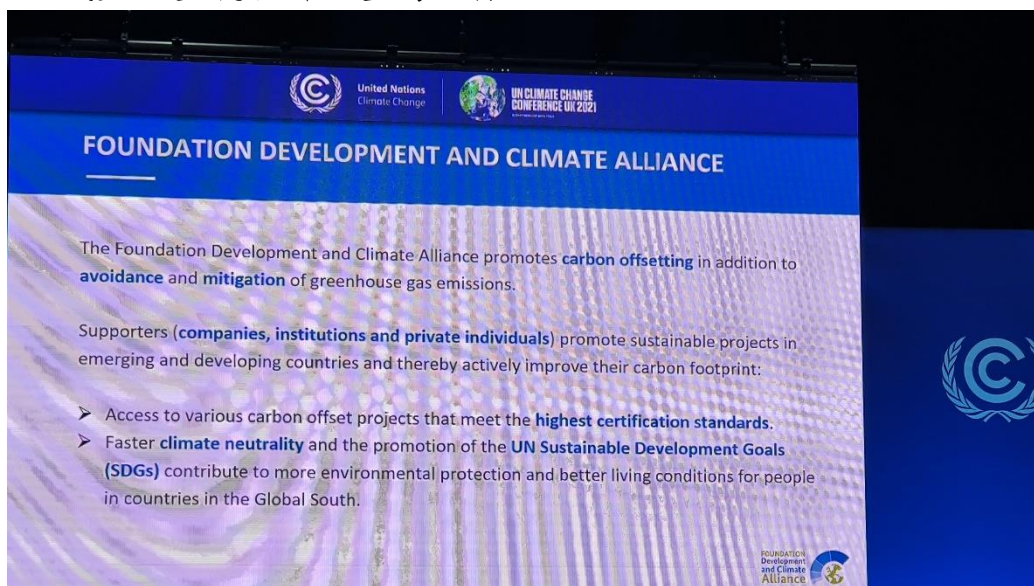 United Nations
Climate Change
UN CLIMATE CHANGE
CONFERENCE UK 2021
FOUNDATION DEVELOPMENT AND CLIMATE ALLIANCE
The Foundation Development and Climate Alliance promotes carbon offsetting in addition to
avoidance and mitigation of greenhouse gas emissions.
Supporters (companies, institutions and private individuals) promote sustainable projects in
emerging and developing countries and thereby actively improve their carbon footprint:
➤ Access to various carbon offset projects that meet the highest certification standards.
➤ Faster climate neutrality and the promotion of the UN Sustainable Development Goals
(SDGs) contribute to more environmental protection and better living conditions for people
in countries in the Global South.
FOUNDATION
Development
and Climate
Alliance